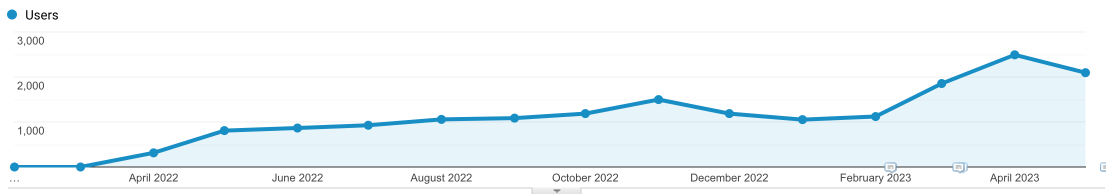 Users
3,000
2,000
1,000
...
April 2022
June 2022
August 2022
October 2022
December 2022
February 2023
April 2023